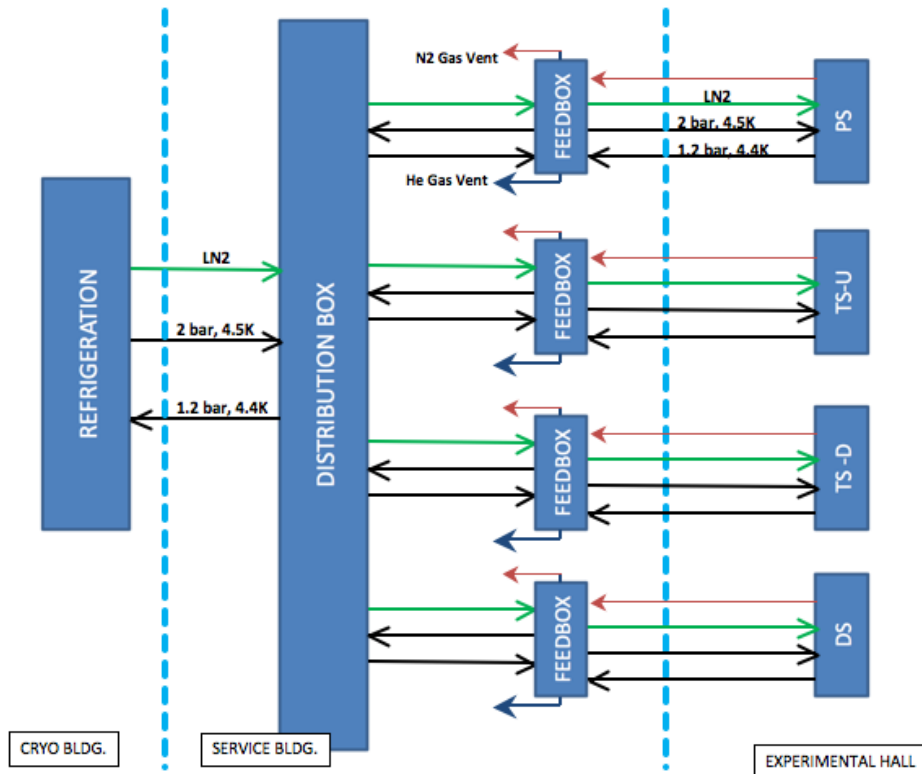 N2 Gas Vent
FEEDBOX
LN2
2 bar, 4.5K
1.2 bar, 4.4K
PS
He Gas Vent
REFRIGERATION
LN2
2 bar, 4.5K
1.2 bar, 4.4K
DISTRIBUTION BOX
FEEDBOX
TS-U
FEEDBOX
TS -D
FEEDBOX
DS
CRYO BLDG.
SERVICE BLDG.
EXPERIMENTAL HALL